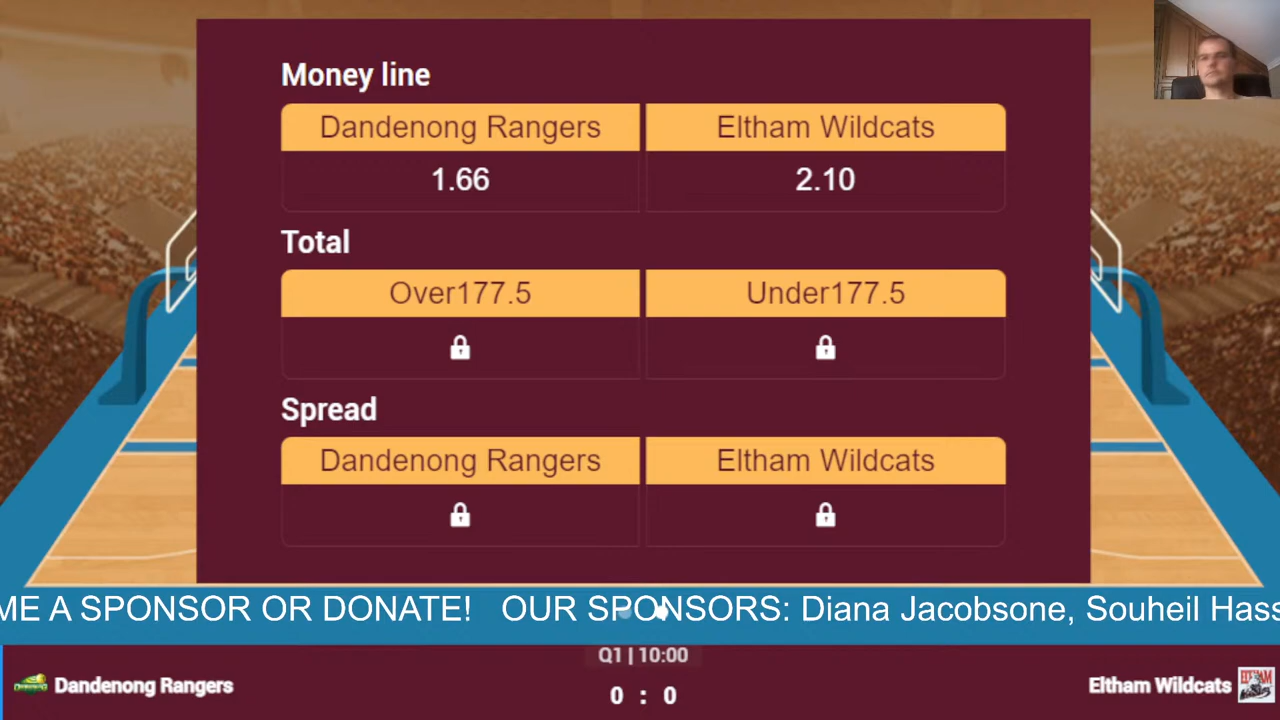 Money line
Dandenong Rangers Eltham Wildcats
1.66 2.10
Total
Over177.5 Under177.5
Spread
Dandenong Rangers Eltham Wildcats
ME A SPONSOR OR DONATE! OUR SPONSORS: Diana Jacobsone, Souheil Hass
Q1 | 10:00
Dandenong Rangers 0 : 0 Eltham Wildcats